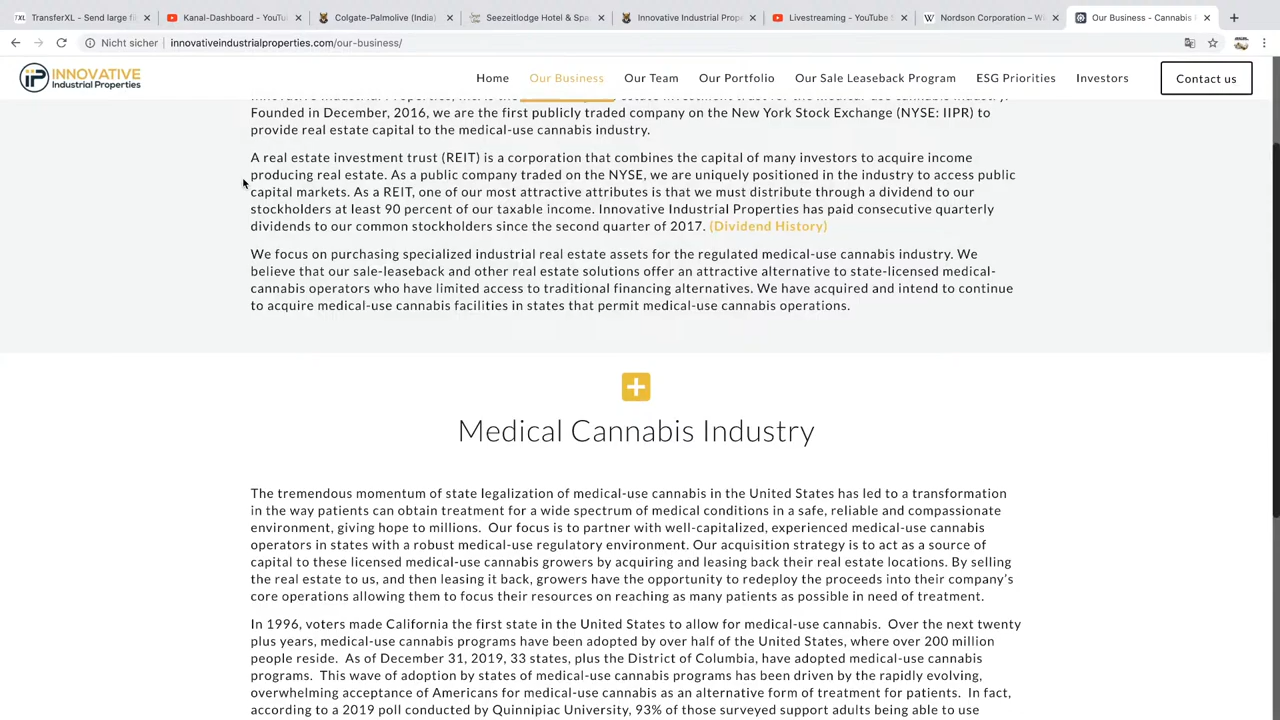 TransferXL - Send large fi
Kanal-Dashboard - YouTu
Colgate-Palmolive (India)
Seezeitlodge Hotel & Spa
Innovative Industrial Prope
Livestreaming - YouTube S
Nordson Corporation – Wi
Our Business - Cannabis
Nicht sicher | innovativeindustrialproperties.com/our-business/
IP INNOVATIVE
Industrial Properties
Home Our Business Our Team Our Portfolio Our Sale Leaseback Program ESG Priorities Investors Contact us
Founded in December, 2016, we are the first publicly traded company on the New York Stock Exchange (NYSE: IIPR) to
provide real estate capital to the medical-use cannabis industry.
A real estate investment trust (REIT) is a corporation that combines the capital of many investors to acquire income
producing real estate. As a public company traded on the NYSE, we are uniquely positioned in the industry to access public
capital markets. As a REIT, one of our most attractive attributes is that we must distribute through a dividend to our
stockholders at least 90 percent of our taxable income. Innovative Industrial Properties has paid consecutive quarterly
dividends to our common stockholders since the second quarter of 2017. (Dividend History)
We focus on purchasing specialized industrial real estate assets for the regulated medical-use cannabis industry. We
believe that our sale-leaseback and other real estate solutions offer an attractive alternative to state-licensed medical-
cannabis operators who have limited access to traditional financing alternatives. We have acquired and intend to continue
to acquire medical-use cannabis facilities in states that permit medical-use cannabis operations.
Medical Cannabis Industry
The tremendous momentum of state legalization of medical-use cannabis in the United States has led to a transformation
in the way patients can obtain treatment for a wide spectrum of medical conditions in a safe, reliable and compassionate
environment, giving hope to millions.  Our focus is to partner with well-capitalized, experienced medical-use cannabis
operators in states with a robust medical-use regulatory environment. Our acquisition strategy is to act as a source of
capital to these licensed medical-use cannabis growers by acquiring and leasing back their real estate locations. By selling
the real estate to us, and then leasing it back, growers have the opportunity to redeploy the proceeds into their company's
core operations allowing them to focus their resources on reaching as many patients as possible in need of treatment.
In 1996, voters made California the first state in the United States to allow for medical-use cannabis.  Over the next twenty
plus years, medical-use cannabis programs have been adopted by over half of the United States, where over 200 million
people reside.  As of December 31, 2019, 33 states, plus the District of Columbia, have adopted medical-use cannabis
programs.  This wave of adoption by states of medical-use cannabis programs has been driven by the rapidly evolving,
overwhelming acceptance of Americans for medical-use cannabis as an alternative form of treatment for patients.  In fact,
according to a 2019 poll conducted by Quinnipiac University, 93% of those surveyed support adults being able to use